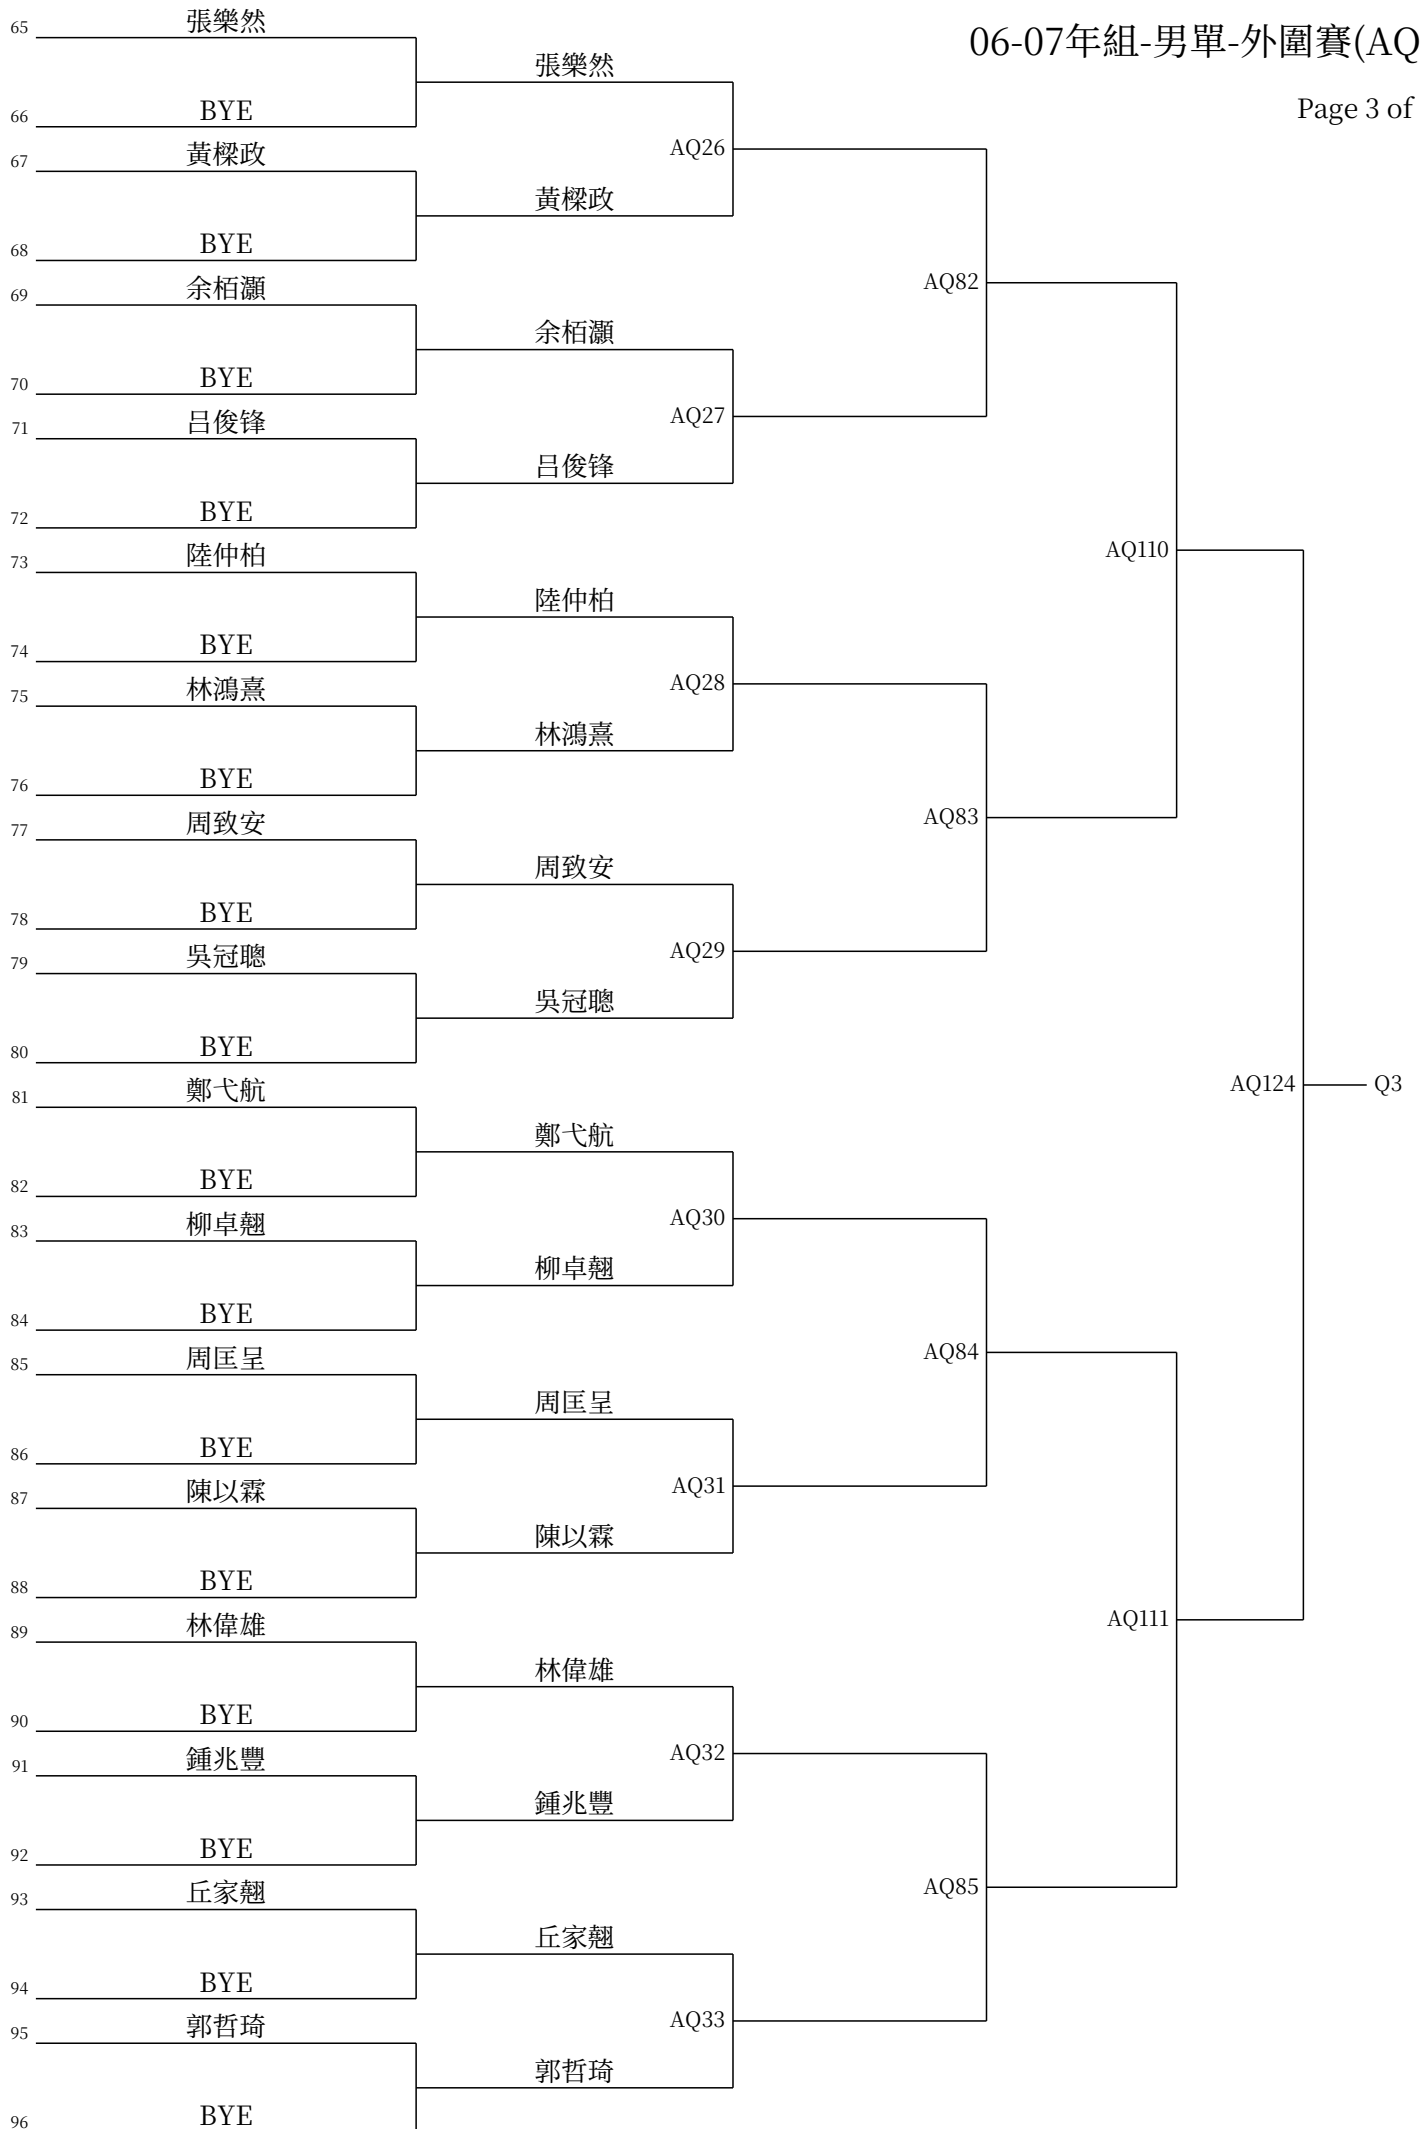 06-07年組-男單-外圍賽(AQ
Page 3 of
65 張樂然
張樂然
66 BYE
AQ26
67 黃樑政
黃樑政
68 BYE
AQ82
69 余栢灝
余栢灝
70 BYE
AQ27
71 呂俊锋
呂俊锋
72 BYE
AQ110
73 陸仲柏
陸仲柏
74 BYE
AQ28
75 林鴻熹
林鴻熹
76 BYE
AQ83
77 周致安
周致安
78 BYE
AQ29
79 吳冠聰
吳冠聰
80 BYE
AQ124 Q3
81 鄭弋航
鄭弋航
82 BYE
AQ30
83 柳卓翹
柳卓翹
84 BYE
AQ84
85 周匡呈
周匡呈
86 BYE
AQ31
87 陳以霖
陳以霖
88 BYE
AQ111
89 林偉雄
林偉雄
90 BYE
AQ32
91 鍾兆豐
鍾兆豐
92 BYE
AQ85
93 丘家翹
丘家翹
94 BYE
AQ33
95 郭哲琦
郭哲琦
96 BYE